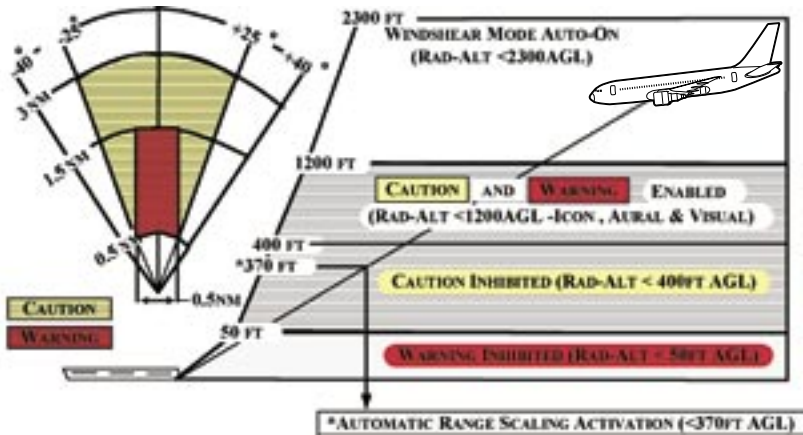 2300 FT
WINDSHEAR MODE AUTO-ON
(RAD-ALT <2300AGL)
-40°
-25°
+25°
+40°
3 NM
1.5 NM
0.5 NM
0.5NM
1200 FT
CAUTION AND WARNING ENABLED
(RAD-ALT <1200AGL -ICON , AURAL & VISUAL)
400 FT
*370 FT
CAUTION INHIBITED (RAD-ALT < 400FT AGL)
CAUTION
WARNING
50 FT
WARNING INHIBITED (RAD-ALT < 50FT AGL)
*AUTOMATIC RANGE SCALING ACTIVATION (<370FT AGL)